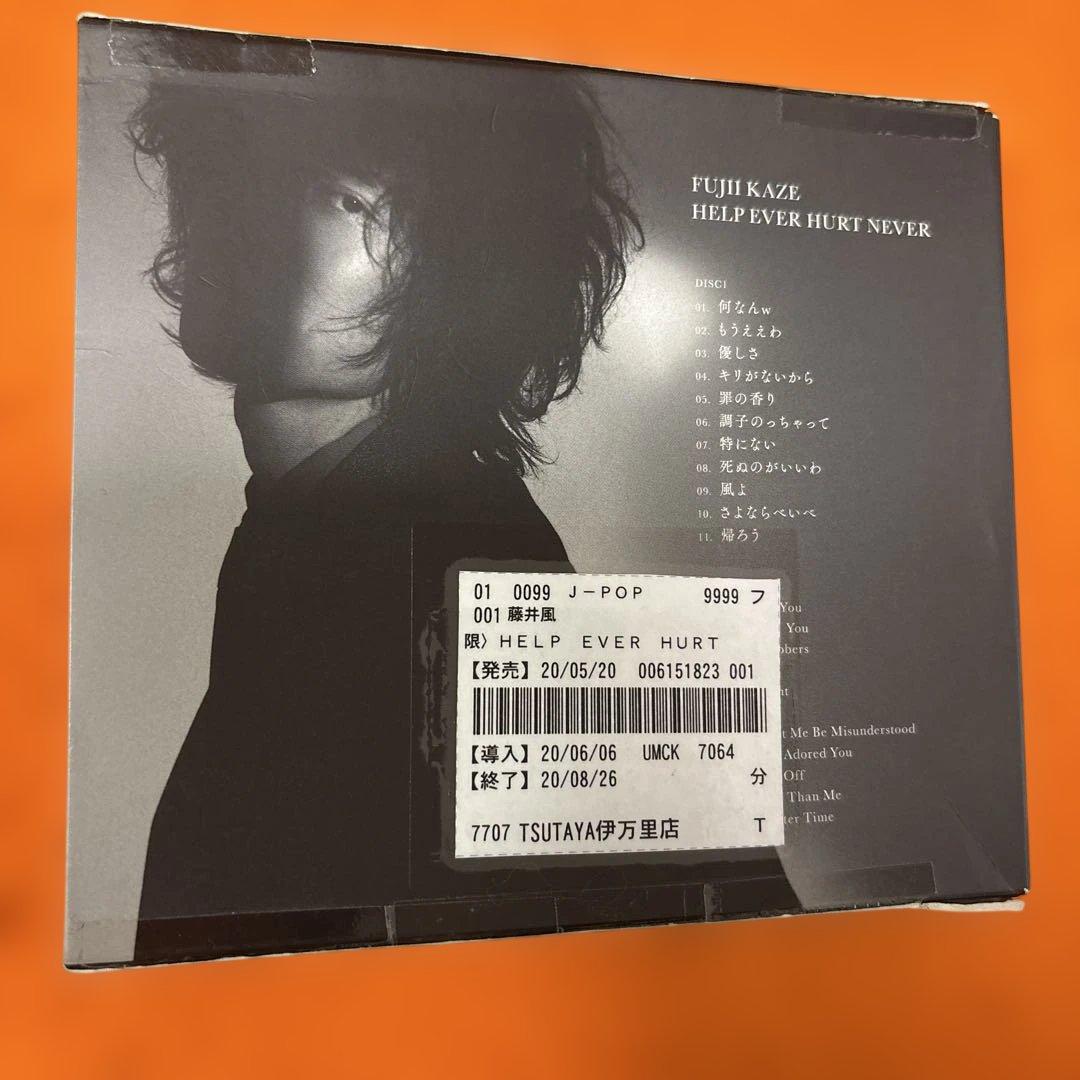 FUJII KAZE
HELP EVER HURT NEVER
DISC1
01. 何なんw
02. もうええわ
03. 優しさ
04. キリがないから
05. 罪の香り
06. 調子のっちゃって
07. 特にない
08. 死ぬのがいいわ
09. 風よ
10. さよならべいべ
11. 帰ろう
You
You
01 0099 J-POP 9999 フ
001 藤井風
限〉HELP EVER HURT
【発売】20/05/20 006151823 001
【導入】20/06/06 UMCK 7064
【終了】20/08/26 分
7707 TSUTAYA伊万里店 T
Me Be Misunderstood
Adored You
Off
Than Me
Time